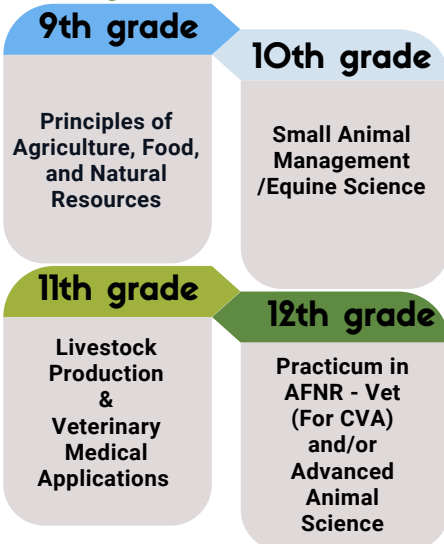 9th grade
Principles of
Agriculture, Food,
and Natural
Resources
10th grade
Small Animal
Management
/Equine Science
11th grade
Livestock
Production
&
Veterinary
Medical
Applications
12th grade
Practicum in
AFNR - Vet
(For CVA)
and/or
Advanced
Animal
Science